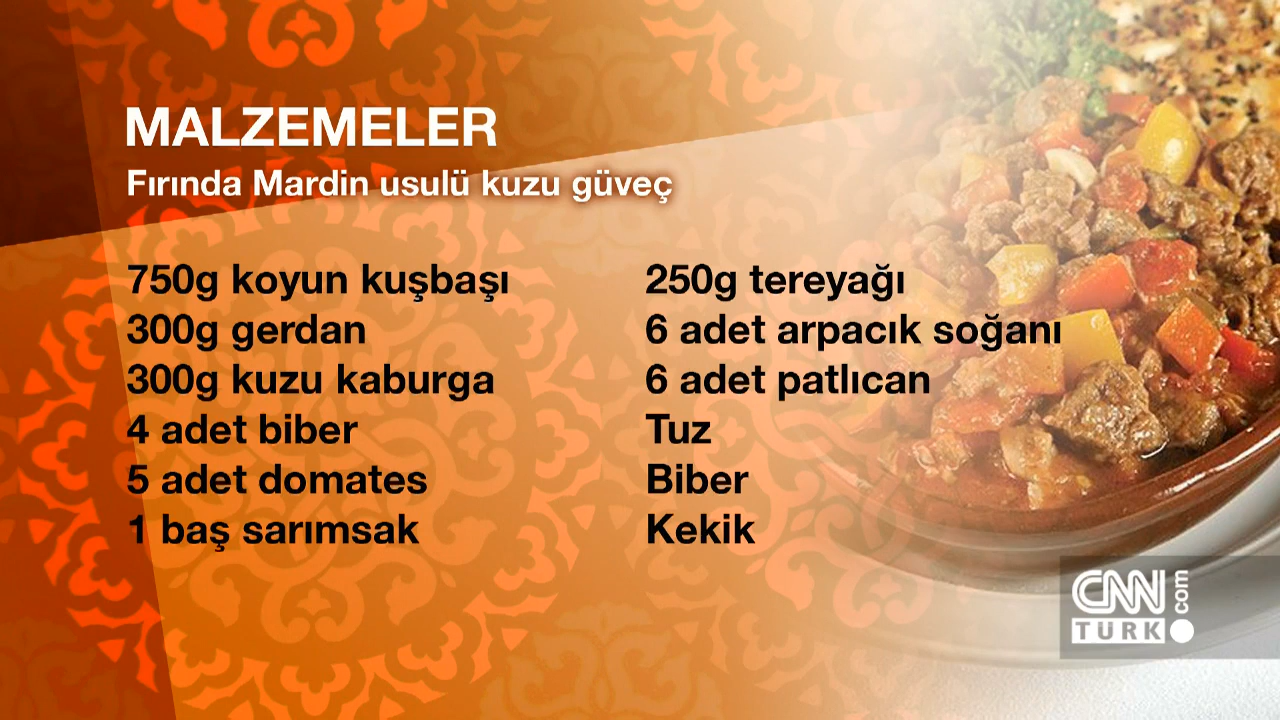 MALZEMELER
Fırında Mardin usulü kuzu güveç
750g koyun kuşbaşı
300g gerdan
300g kuzu kaburga
4 adet biber
5 adet domates
1 baş sarımsak
250g tereyağı
6 adet arpacık soğanı
6 adet patlıcan
Tuz
Biber
Kekik
CNN
TURK
.com